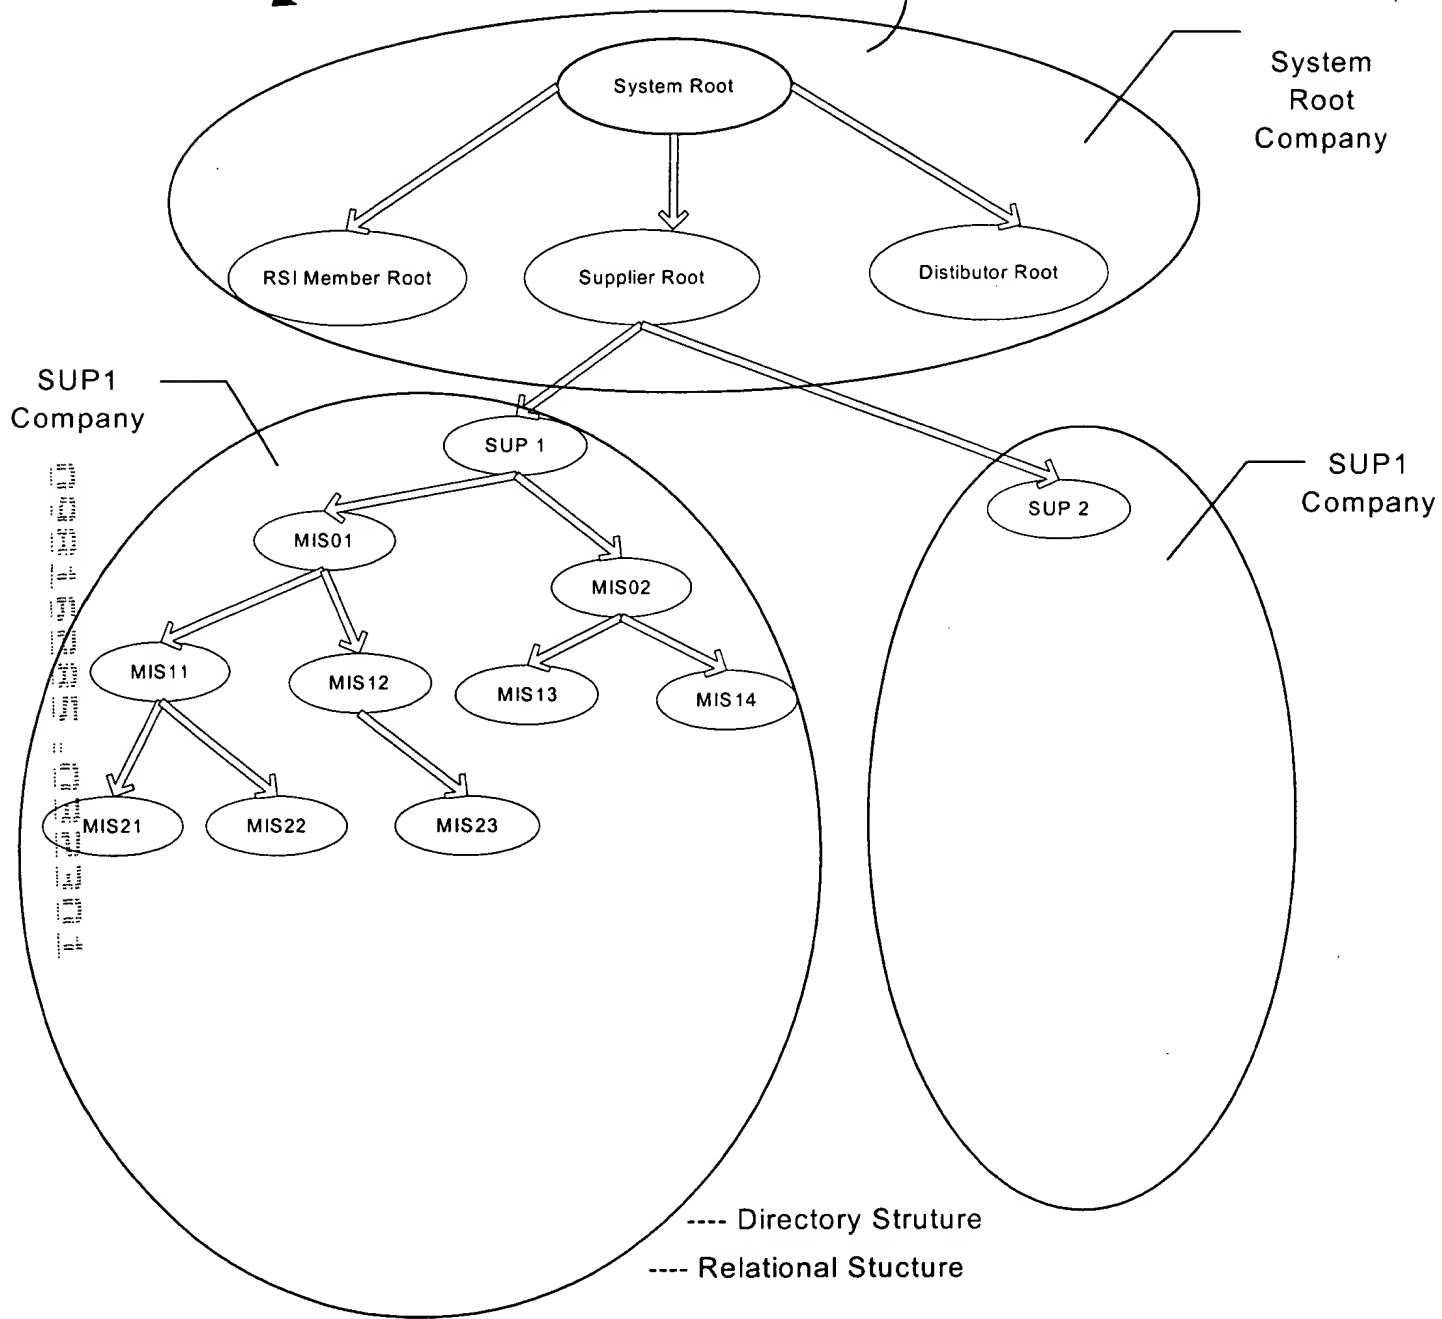 System Root
System
Root
Company
RSI Member Root
Supplier Root
Distibutor Root
SUP1
Company
SUP 1
SUP1
Company
SUP 2
MIS01
MIS02
MIS11
MIS12
MIS13
MIS14
MIS21
MIS22
MIS23
---- Directory Struture
---- Relational Stucture